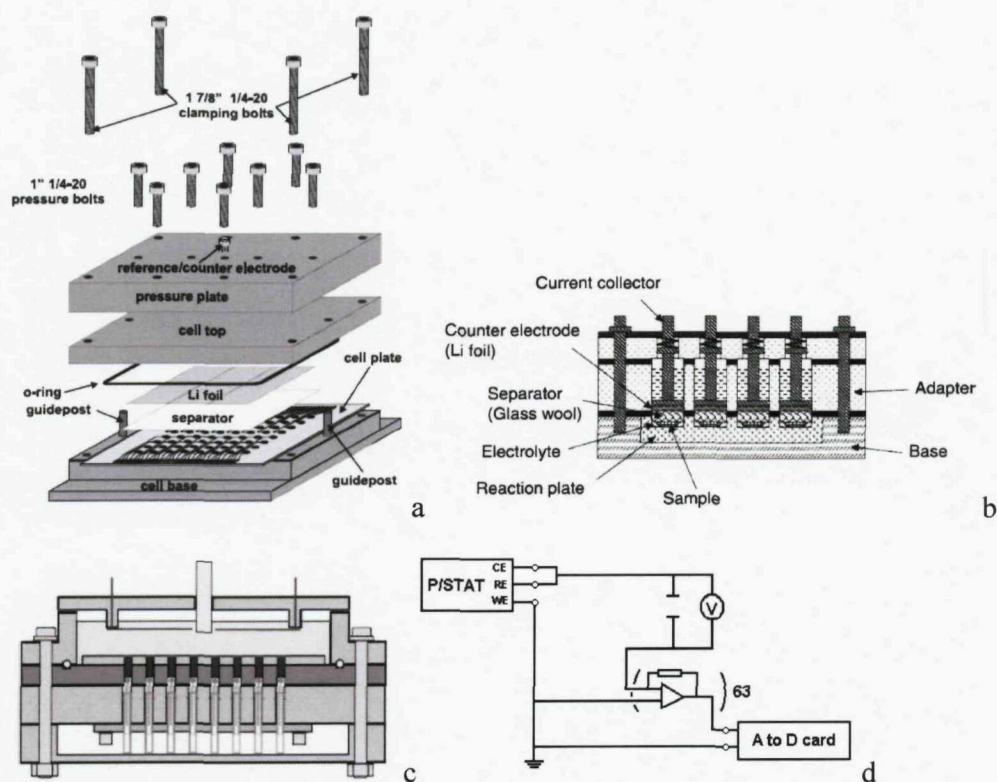 1 7/8" 1/4-20
clamping bolts
1" 1/4-20
pressure bolts
reference/counter electrode
pressure plate
cell top
cell plate
o-ring
Li foil
guidepost
separator
cell base
guidepost
a
Current collector
Counter electrode
(Li foil)
Separator
(Glass wool)
Electrolyte
Reaction plate
Sample
Adapter
Base
b
c
P/STAT
CE
RE
WE
V
63
A to D card
d